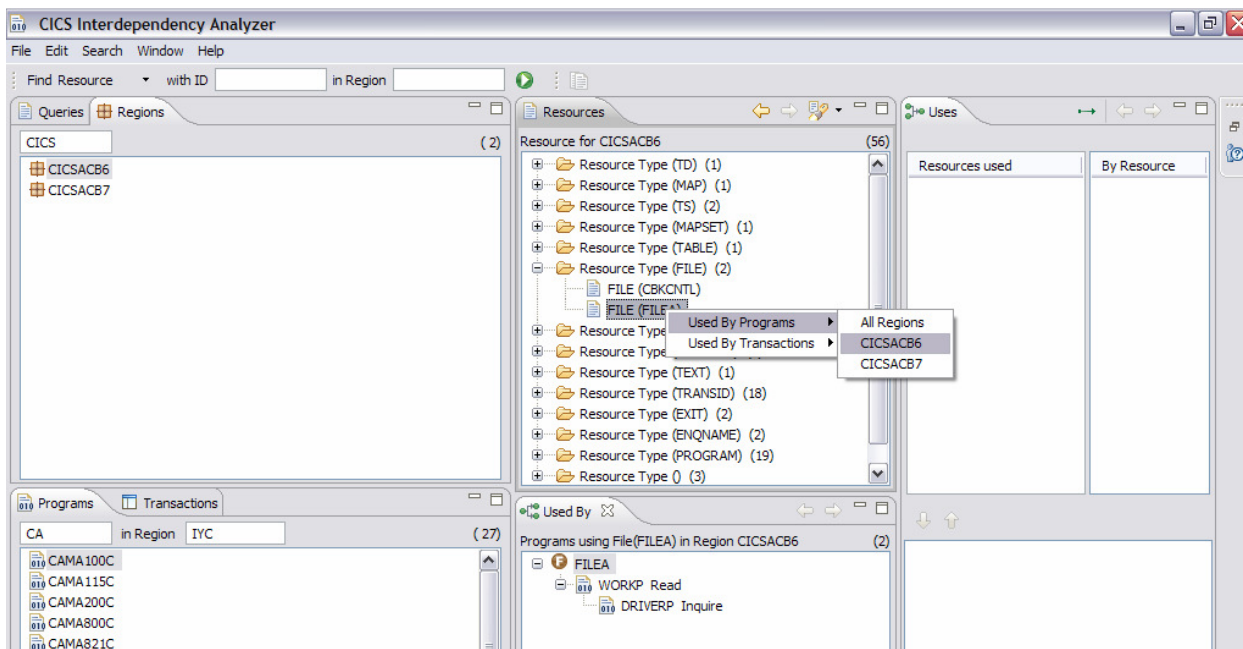 CICS Interdependency Analyzer
File Edit Search Window Help
Find Resource with ID in Region
Queries Regions
CICS (2)
CICSACB6
CICSACB7
Resources
Resource for CICSACB6 (56)
Resource Type (TD) (1)
Resource Type (MAP) (1)
Resource Type (TS) (2)
Resource Type (MAPSET) (1)
Resource Type (TABLE) (1)
Resource Type (FILE) (2)
FILE (CBKCNTL)
FILE (FILEA)
Resource Type
Resource Type
Resource Type (TEXT) (1)
Resource Type (TRANSID) (18)
Resource Type (EXIT) (2)
Resource Type (ENQNAME) (2)
Resource Type (PROGRAM) (19)
Resource Type () (3)
Used By Programs
Used By Transactions
All Regions
CICSACB6
CICSACB7
Uses
Resources used By Resource
Programs Transactions
CA in Region IYC (27)
CAMA100C
CAMA115C
CAMA200C
CAMA800C
CAMA821C
Used By
Programs using File(FILEA) in Region CICSACB6 (2)
F FILEA
WORKP Read
DRIVERP Inquire